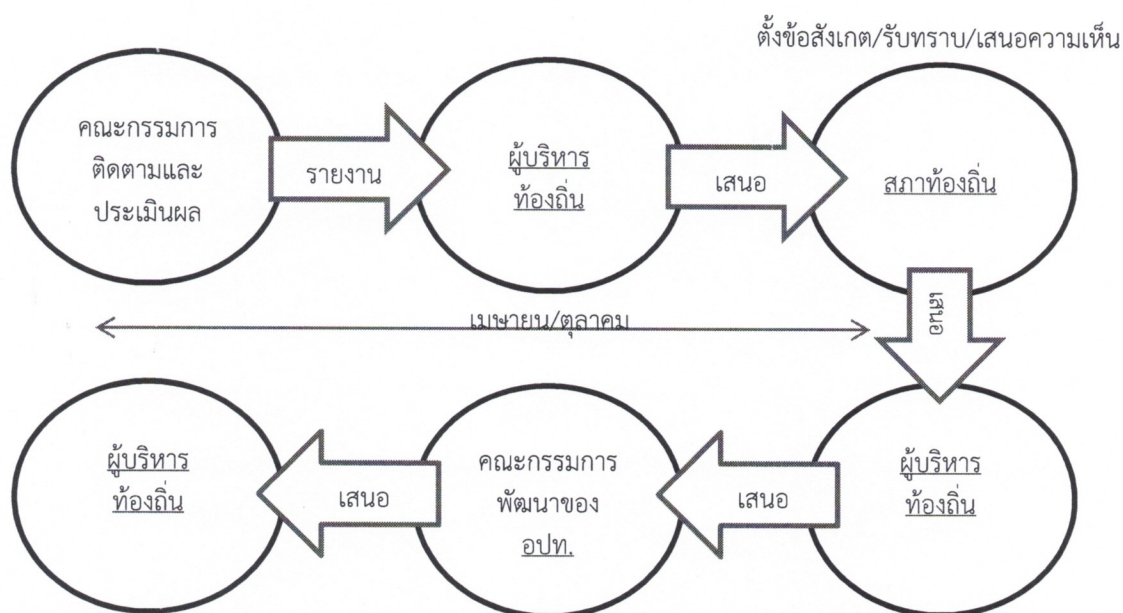 ตั้งข้อสังเกต/รับทราบ/เสนอความเห็น
คณะกรรมการ
ติดตามและ
ประเมินผล
รายงาน
ผู้บริหาร
ท้องถิ่น
เสนอ
สภาท้องถิ่น
เสนอ
เมษายน/ตุลาคม
ผู้บริหาร
ท้องถิ่น
เสนอ
คณะกรรมการ
พัฒนาของ
อปท.
เสนอ
ผู้บริหาร
ท้องถิ่น